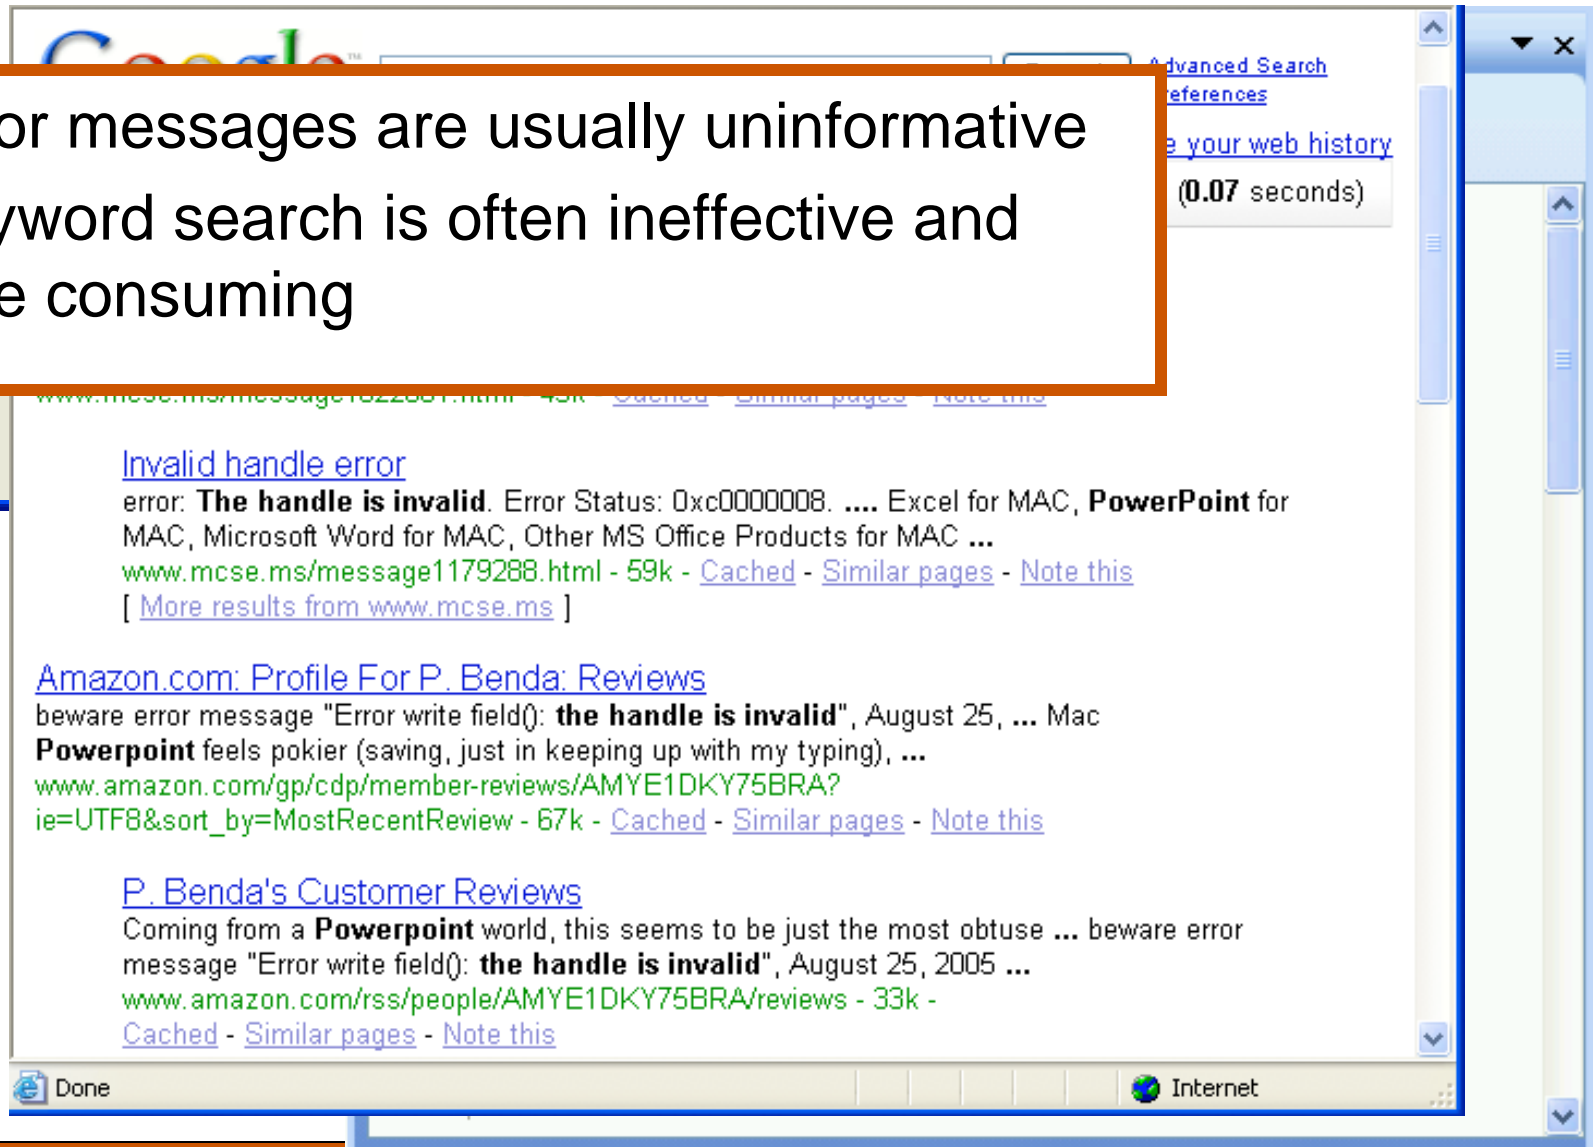 Google™
Advanced Search
eferences
or messages are usually uninformative
e your web history
yword search is often ineffective and
(0.07 seconds)
e consuming
Cached - Similar pages - Note this
Invalid handle error
error: The handle is invalid. Error Status: 0xc0000008. .... Excel for MAC, PowerPoint for
MAC, Microsoft Word for MAC, Other MS Office Products for MAC ...
www.mcse.ms/message1179288.html - 59k - Cached - Similar pages - Note this
[ More results from www.mcse.ms ]
Amazon.com: Profile For P. Benda: Reviews
beware error message "Error write field(): the handle is invalid", August 25, ... Mac
Powerpoint feels pokier (saving, just in keeping up with my typing), ...
www.amazon.com/gp/cdp/member-reviews/AMYE1DKY75BRA?
ie=UTF8&sort_by=MostRecentReview - 67k - Cached - Similar pages - Note this
P. Benda's Customer Reviews
Coming from a Powerpoint world, this seems to be just the most obtuse ... beware error
message "Error write field(): the handle is invalid", August 25, 2005 ...
www.amazon.com/rss/people/AMYE1DKY75BRA/reviews - 33k -
Cached - Similar pages - Note this
Done
Internet